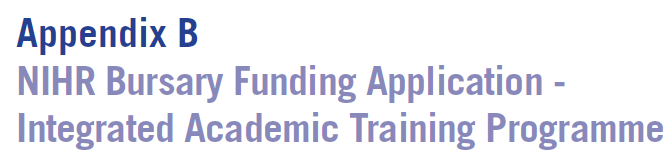 Appendix B
NIHR Bursary Funding Application -
Integrated Academic Training Programme